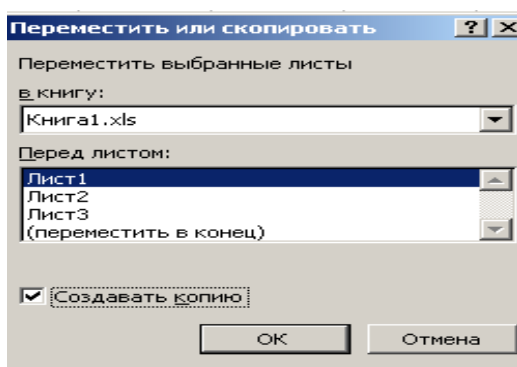 Переместить или скопировать
Переместить выбранные листы
в книгу:
Книга1.xls
Перед листом:
Лист1
Лист2
Лист3
(переместить в конец)
Создавать копию
ОК Отмена